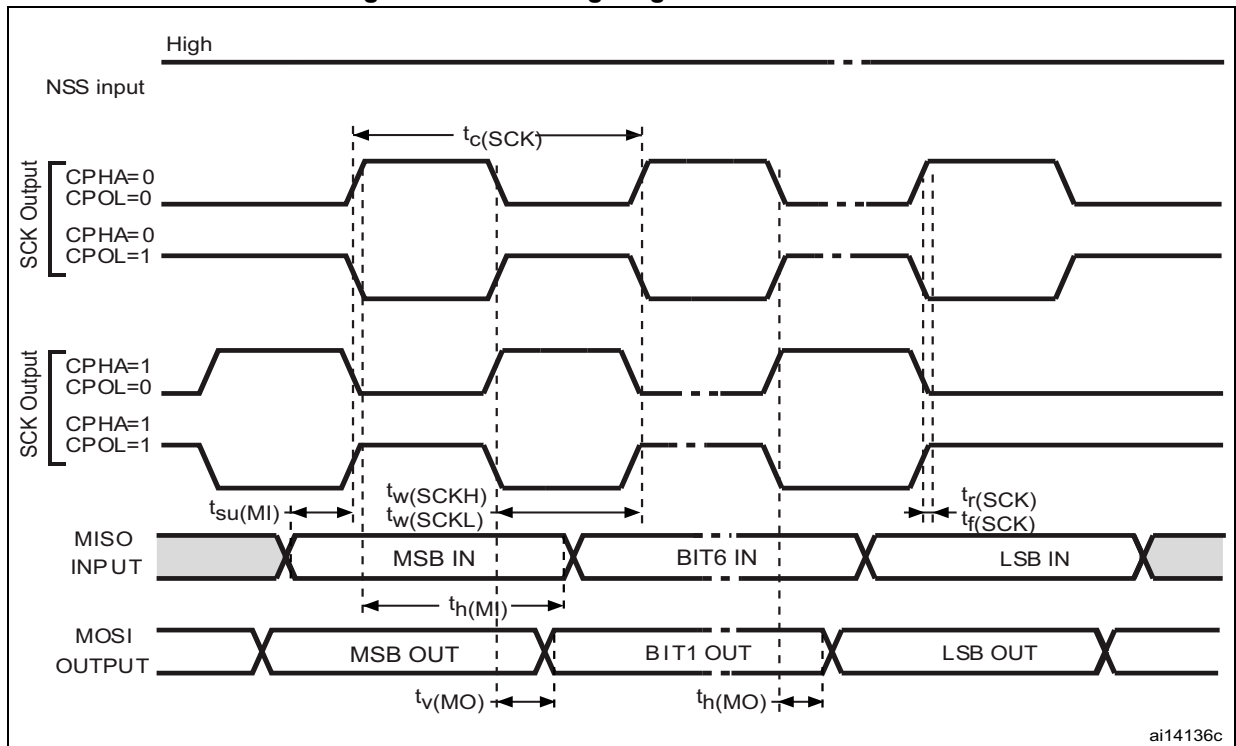 High
NSS input
tc(SCK)
SCK Output
CPHA=0
CPOL=0
CPHA=0
CPOL=1
SCK Output
CPHA=1
CPOL=0
CPHA=1
CPOL=1
tsu(MI)
tw(SCKH)
tw(SCKL)
tr(SCK)
tf(SCK)
MISO
INPUT
MSB IN
BIT6 IN
LSB IN
th(MI)
MOSI
OUTPUT
MSB OUT
BIT1 OUT
LSB OUT
tv(MO)
th(MO)
ai14136c